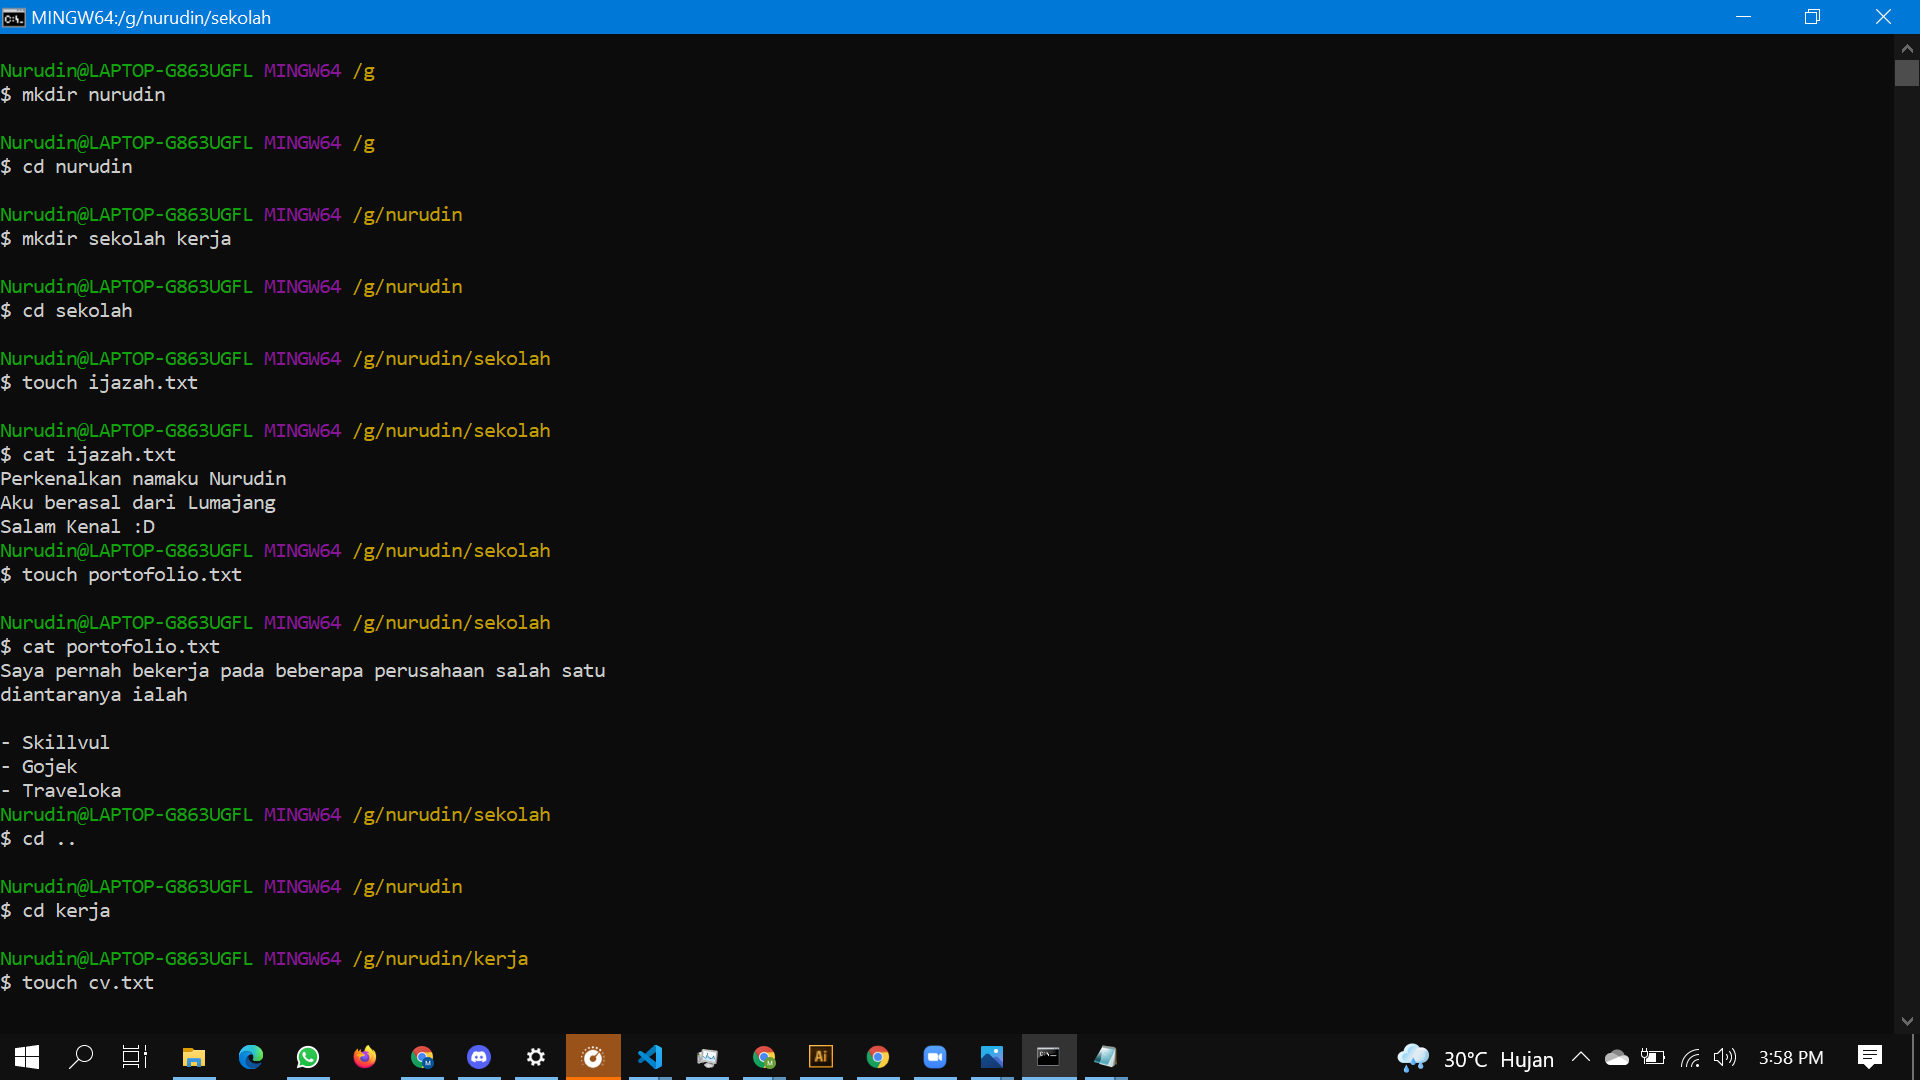 MINGW64:/g/nurudin/sekolah
Nurudin@LAPTOP-G863UGFL MINGW64 /g
$ mkdir nurudin
Nurudin@LAPTOP-G863UGFL MINGW64 /g
$ cd nurudin
Nurudin@LAPTOP-G863UGFL MINGW64 /g/nurudin
$ mkdir sekolah kerja
Nurudin@LAPTOP-G863UGFL MINGW64 /g/nurudin
$ cd sekolah
Nurudin@LAPTOP-G863UGFL MINGW64 /g/nurudin/sekolah
$ touch ijazah.txt
Nurudin@LAPTOP-G863UGFL MINGW64 /g/nurudin/sekolah
$ cat ijazah.txt
Perkenalkan namaku Nurudin
Aku berasal dari Lumajang
Salam Kenal :D
Nurudin@LAPTOP-G863UGFL MINGW64 /g/nurudin/sekolah
$ touch portofolio.txt
Nurudin@LAPTOP-G863UGFL MINGW64 /g/nurudin/sekolah
$ cat portofolio.txt
Saya pernah bekerja pada beberapa perusahaan salah satu
diantaranya ialah
- Skillvul
- Gojek
- Traveloka
Nurudin@LAPTOP-G863UGFL MINGW64 /g/nurudin/sekolah
$ cd ..
Nurudin@LAPTOP-G863UGFL MINGW64 /g/nurudin
$ cd kerja
Nurudin@LAPTOP-G863UGFL MINGW64 /g/nurudin/kerja
$ touch cv.txt
Ai
30°C Hujan
3:58 PM